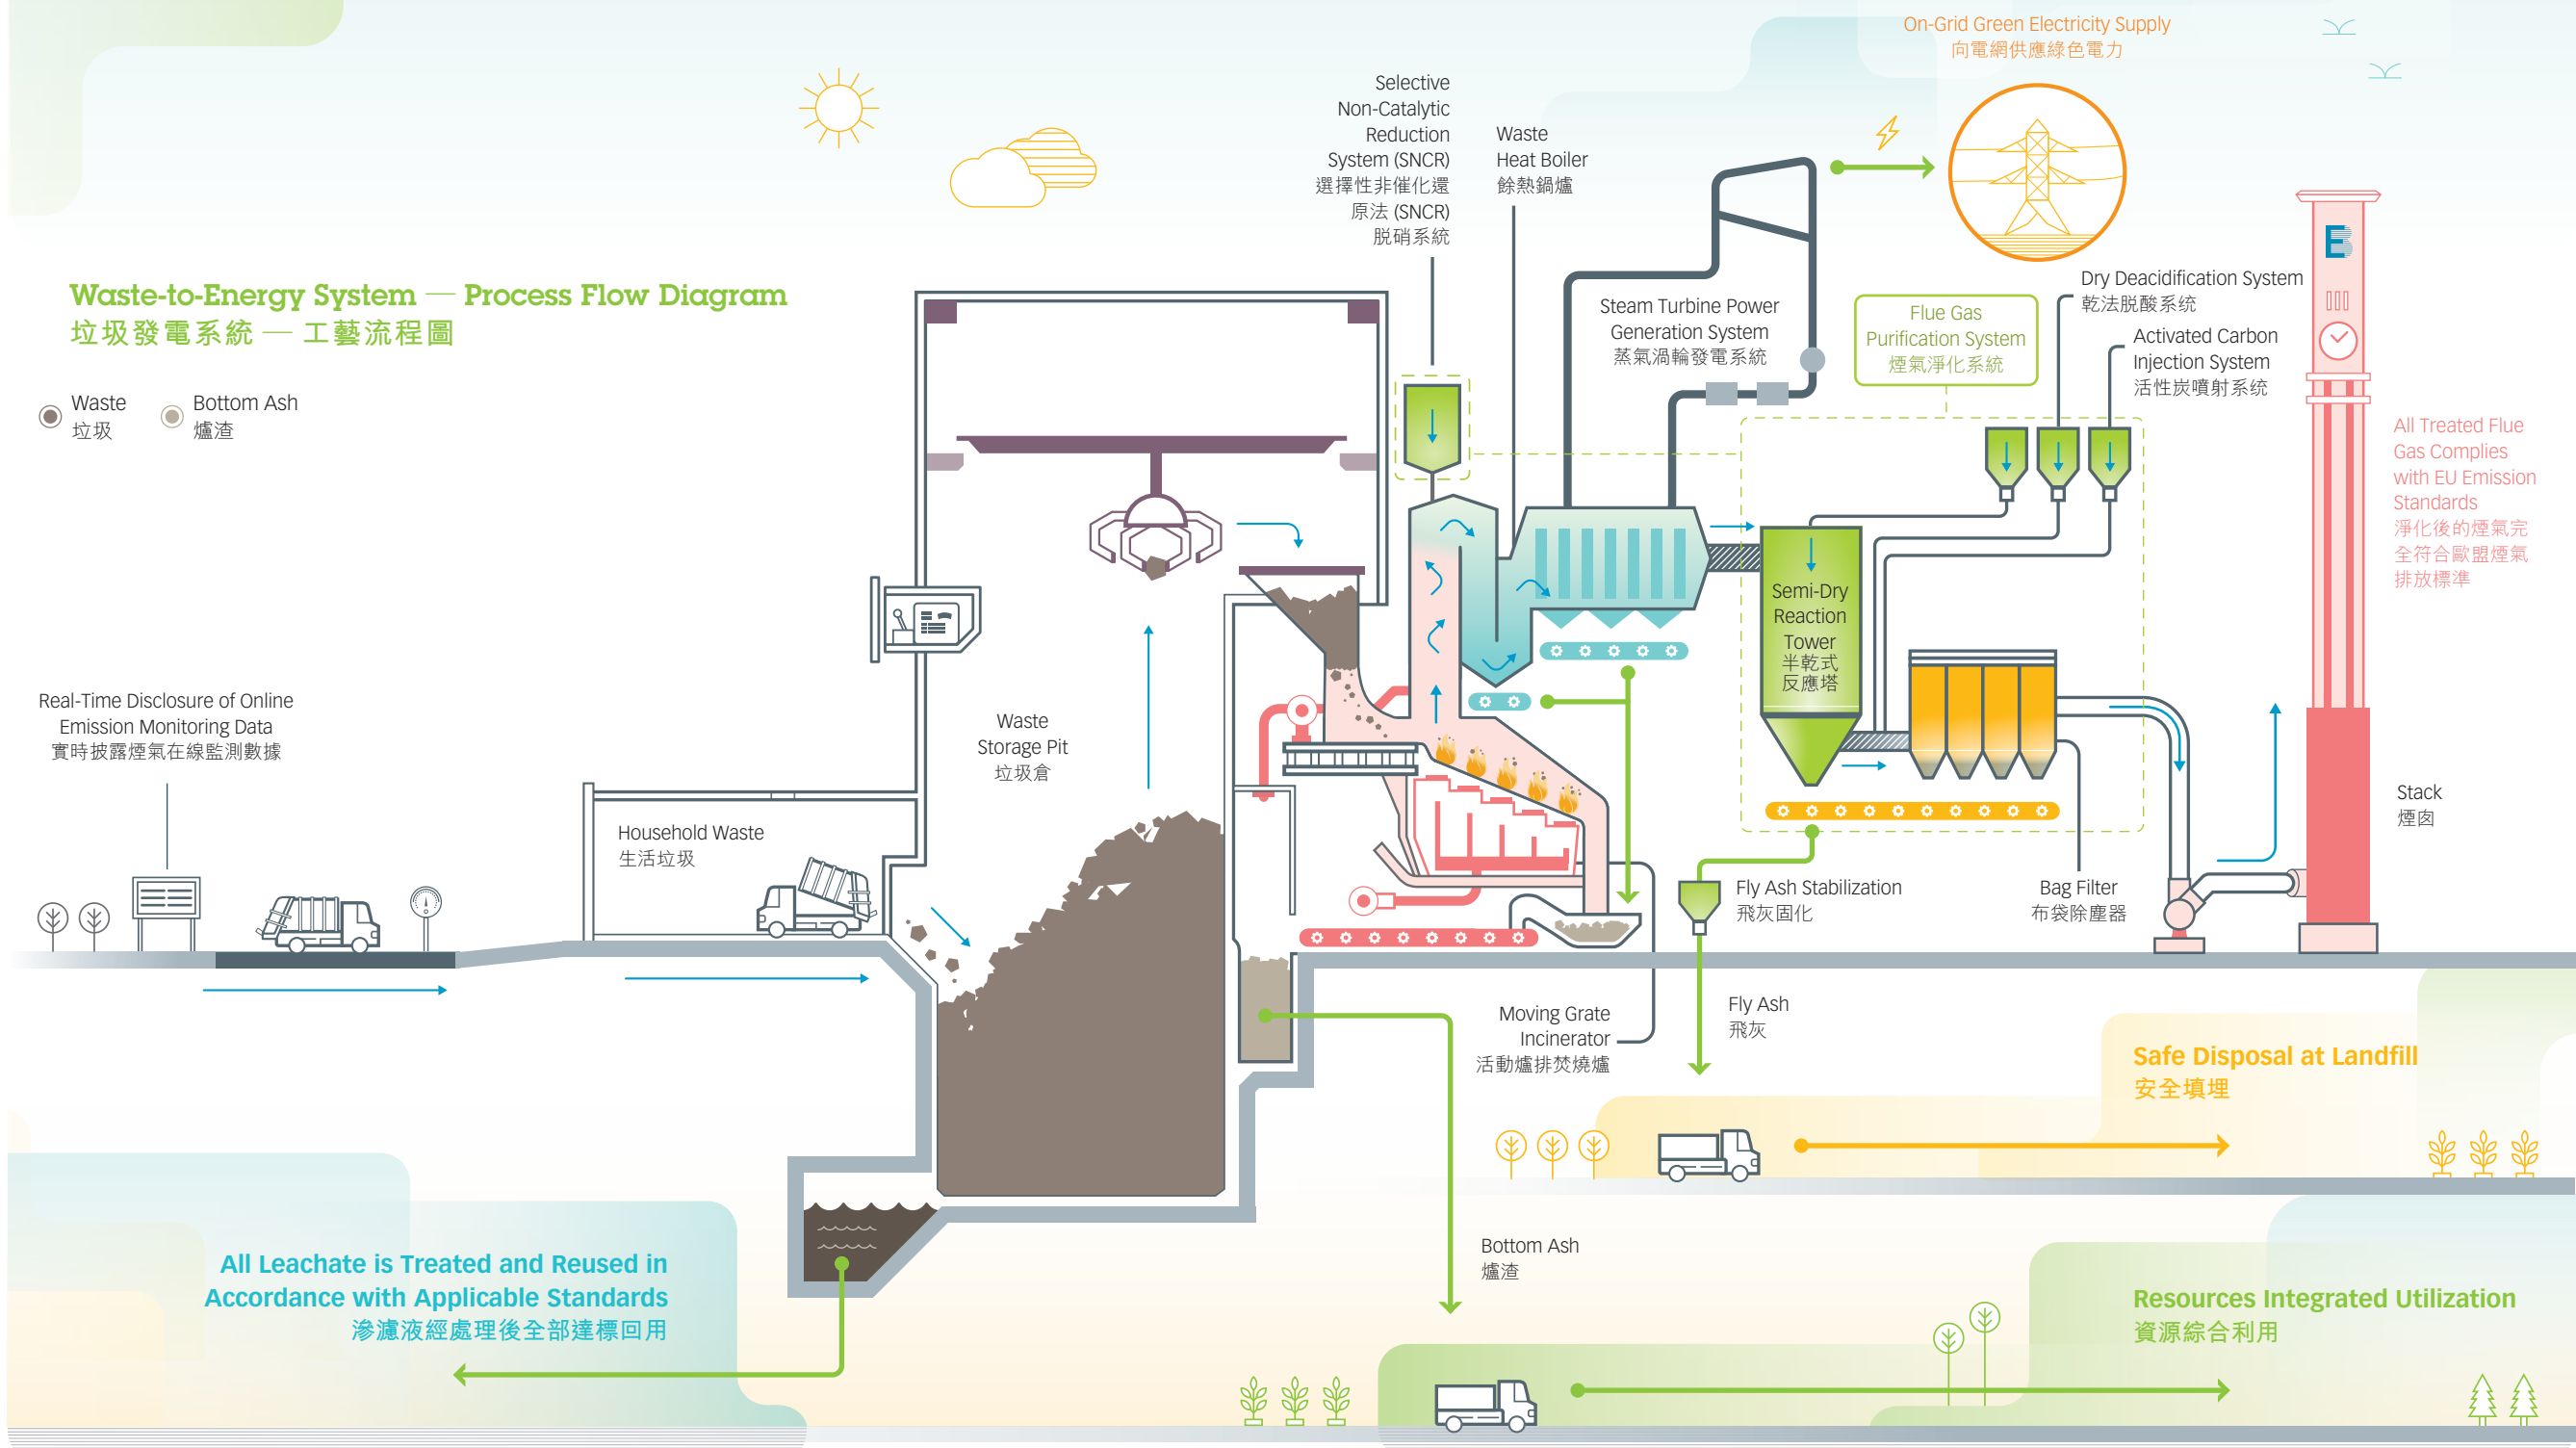 On-Grid Green Electricity Supply
向電網供應綠色電力
Selective
Non-Catalytic
Reduction
System (SNCR)
選擇性非催化還
原法 (SNCR)
脱硝系統
Waste
Heat Boiler
餘熱鍋爐
Waste-to-Energy System — Process Flow Diagram
垃圾發電系統 — 工藝流程圖
Waste
垃圾
Bottom Ash
爐渣
Steam Turbine Power
Generation System
蒸氣渦輪發電系統
Flue Gas
Purification System
煙氣淨化系統
Dry Deacidification System
乾法脱酸系统
Activated Carbon
Injection System
活性炭噴射系统
E
All Treated Flue
Gas Complies
with EU Emission
Standards
淨化後的煙氣完
全符合歐盟煙氣
排放標準
Semi-Dry
Reaction
Tower
半乾式
反應塔
Real-Time Disclosure of Online
Emission Monitoring Data
實時披露煙氣在線監測數據
Waste
Storage Pit
垃圾倉
Household Waste
生活垃圾
Stack
煙囱
Fly Ash Stabilization
飛灰固化
Bag Filter
布袋除塵器
Moving Grate
Incinerator
活動爐排焚燒爐
Fly Ash
飛灰
Safe Disposal at Landfill
安全填埋
Bottom Ash
爐渣
All Leachate is Treated and Reused in
Accordance with Applicable Standards
滲濾液經處理後全部達標回用
Resources Integrated Utilization
資源綜合利用